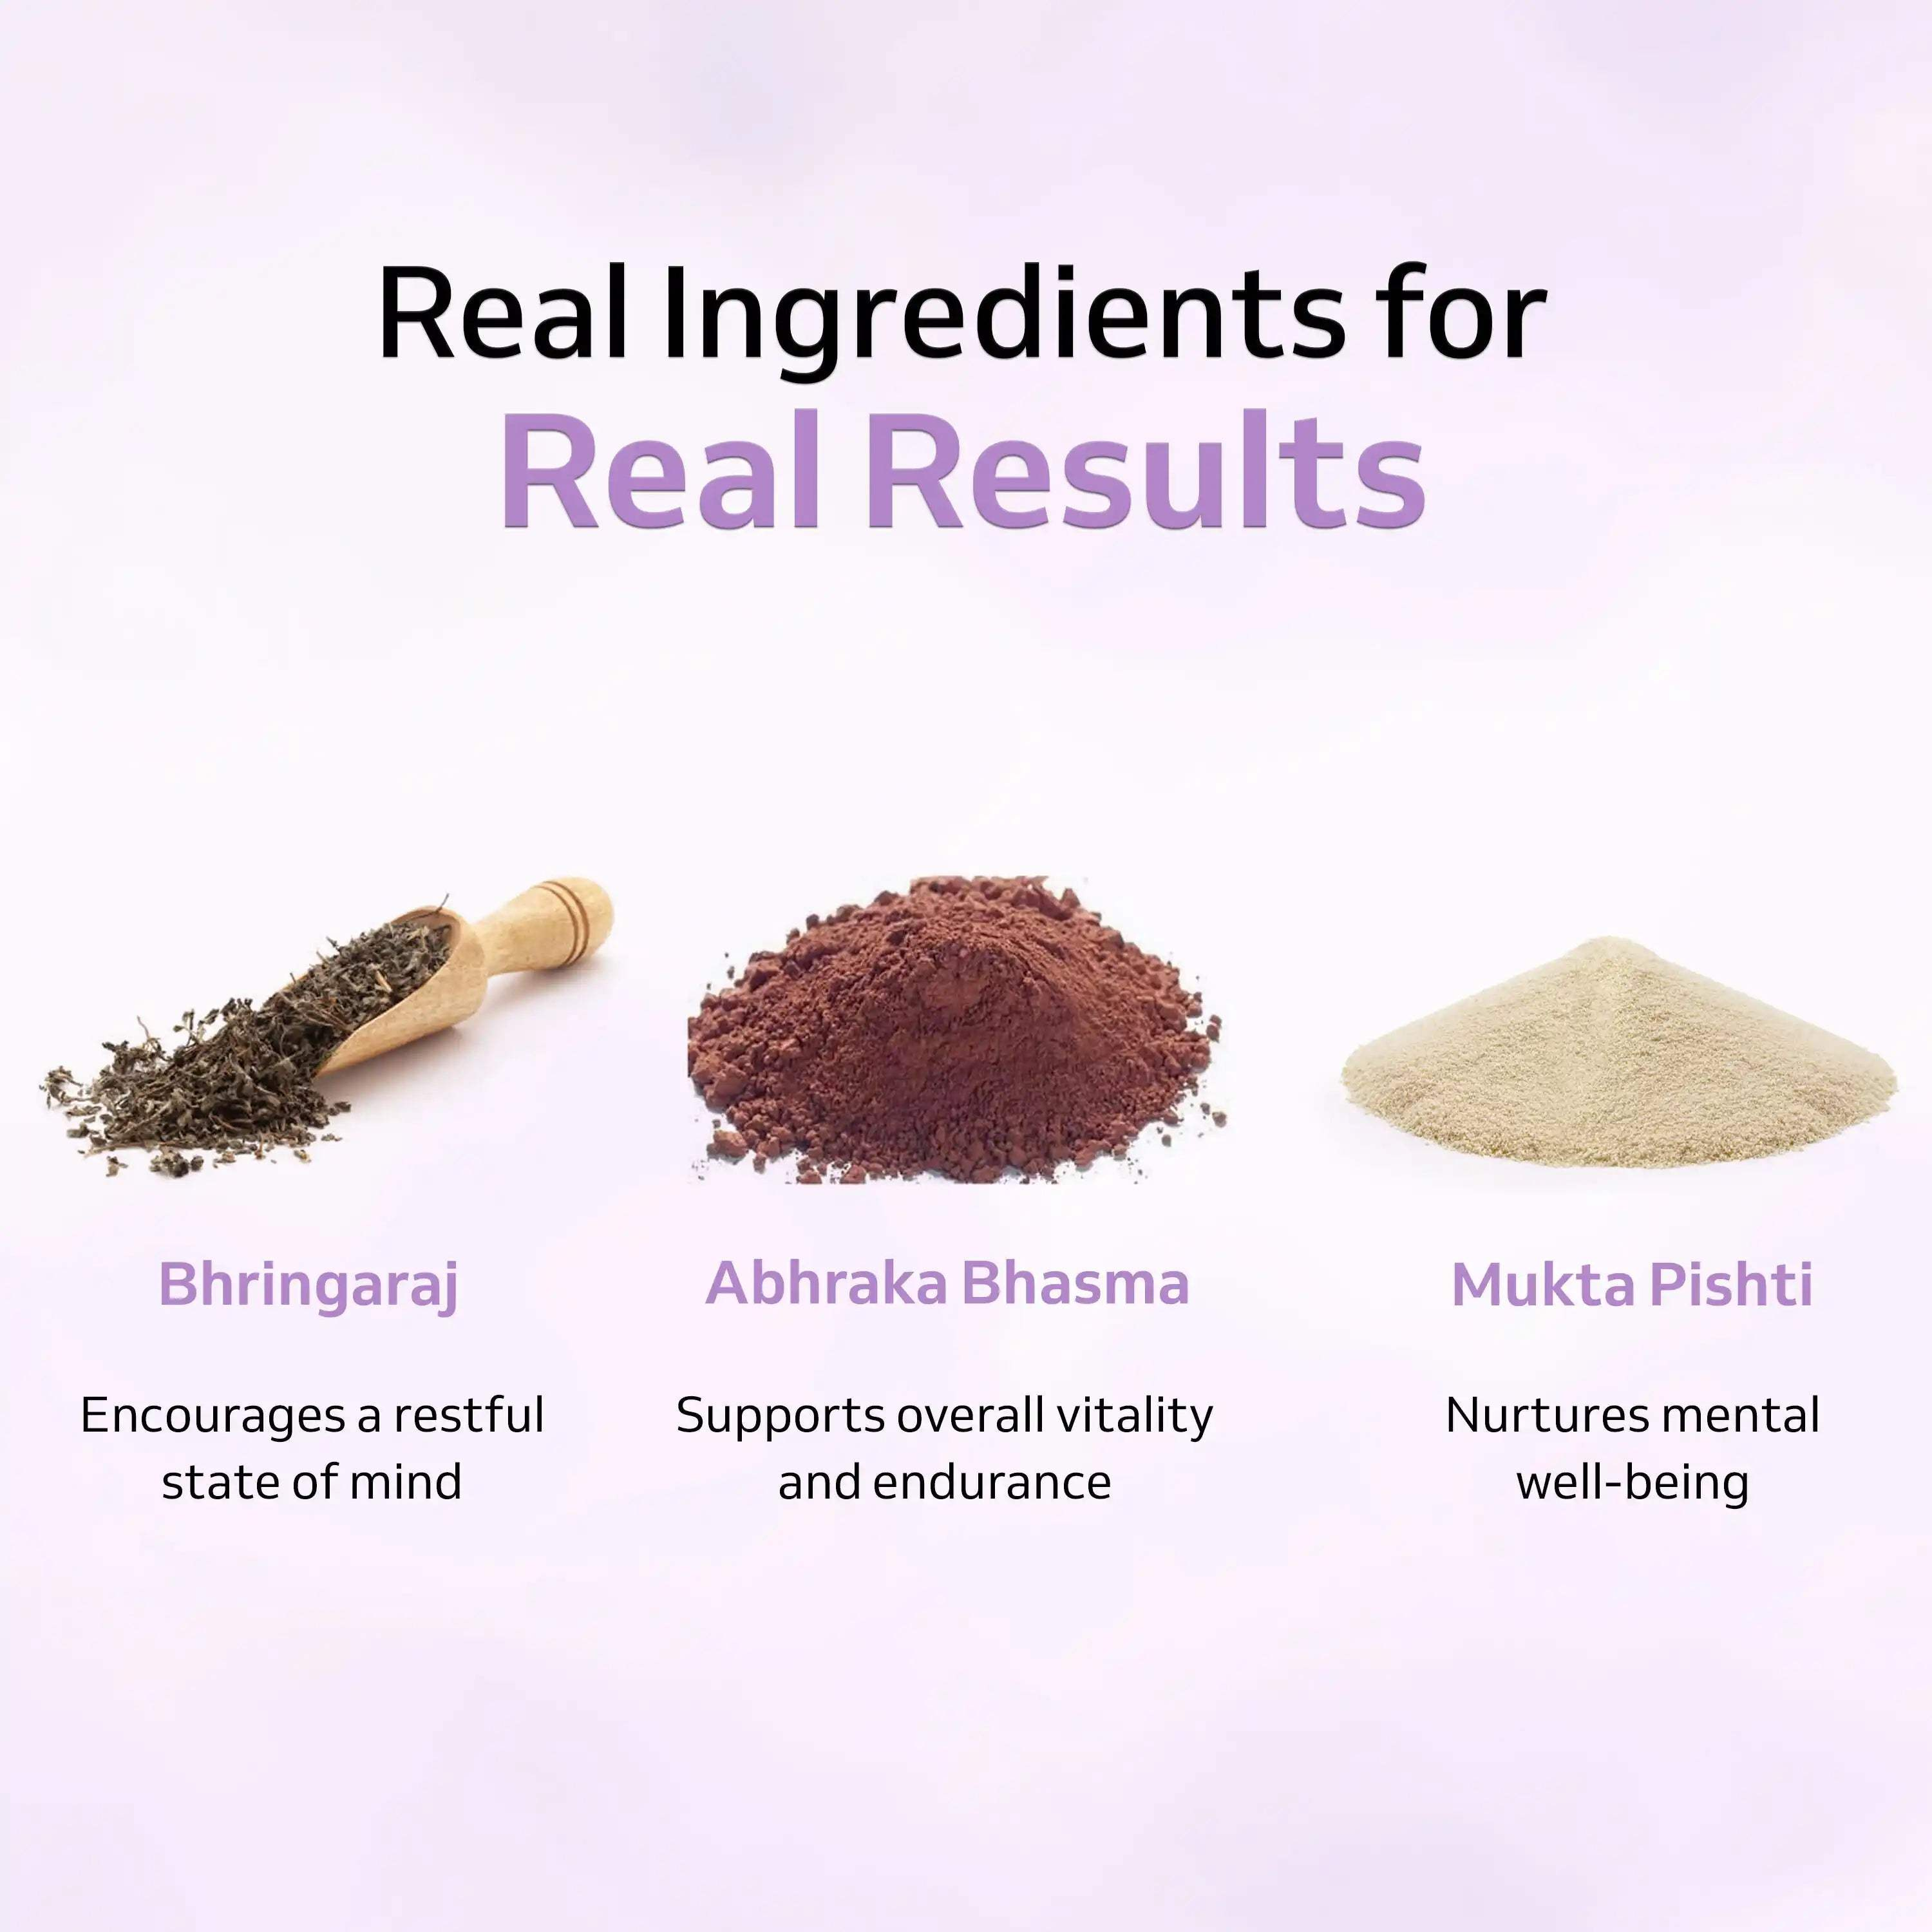 Real Ingredients for
Real Results
Bhringaraj
Abhraka Bhasma
Mukta Pishti
Encourages a restful
state of mind
Supports overall vitality
and endurance
Nurtures mental
well-being